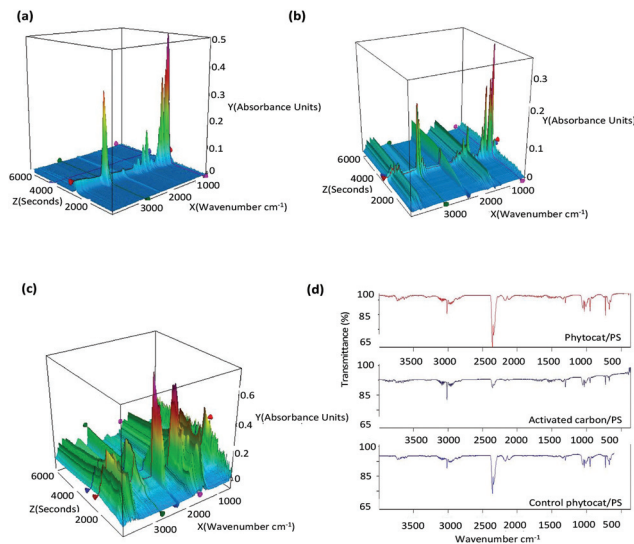 (a)
0.5
0.4
0.3
Y(Absorbance Units)
0.2
0.1
0
6000
4000
Z(Seconds)
2000
3000
2000
1000
X(Wavenumber cm-1)
(b)
0.3
0.2
Y(Absorbance Units)
0.1
0
6000
4000
Z(Seconds)
2000
3000
2000
1000
X(Wavenumber cm-1)
(c)
0.6
0.4
Y(Absorbance Units)
0.2
0
6000
4000
Z(Seconds)
2000
3000
2000
1000
X(Wavenumber cm-1)
(d)
Transmittance (%)
100
85
65
Phytocat/PS
3500 3000 2500 2000 1500 1000 500
100
85
65
Activated carbon/PS
3500 3000 2500 2000 1500 1000 500
100
85
65
Control phytocat/PS
3500 3000 2500 2000 1500 1000 500
Wavenumber cm-1